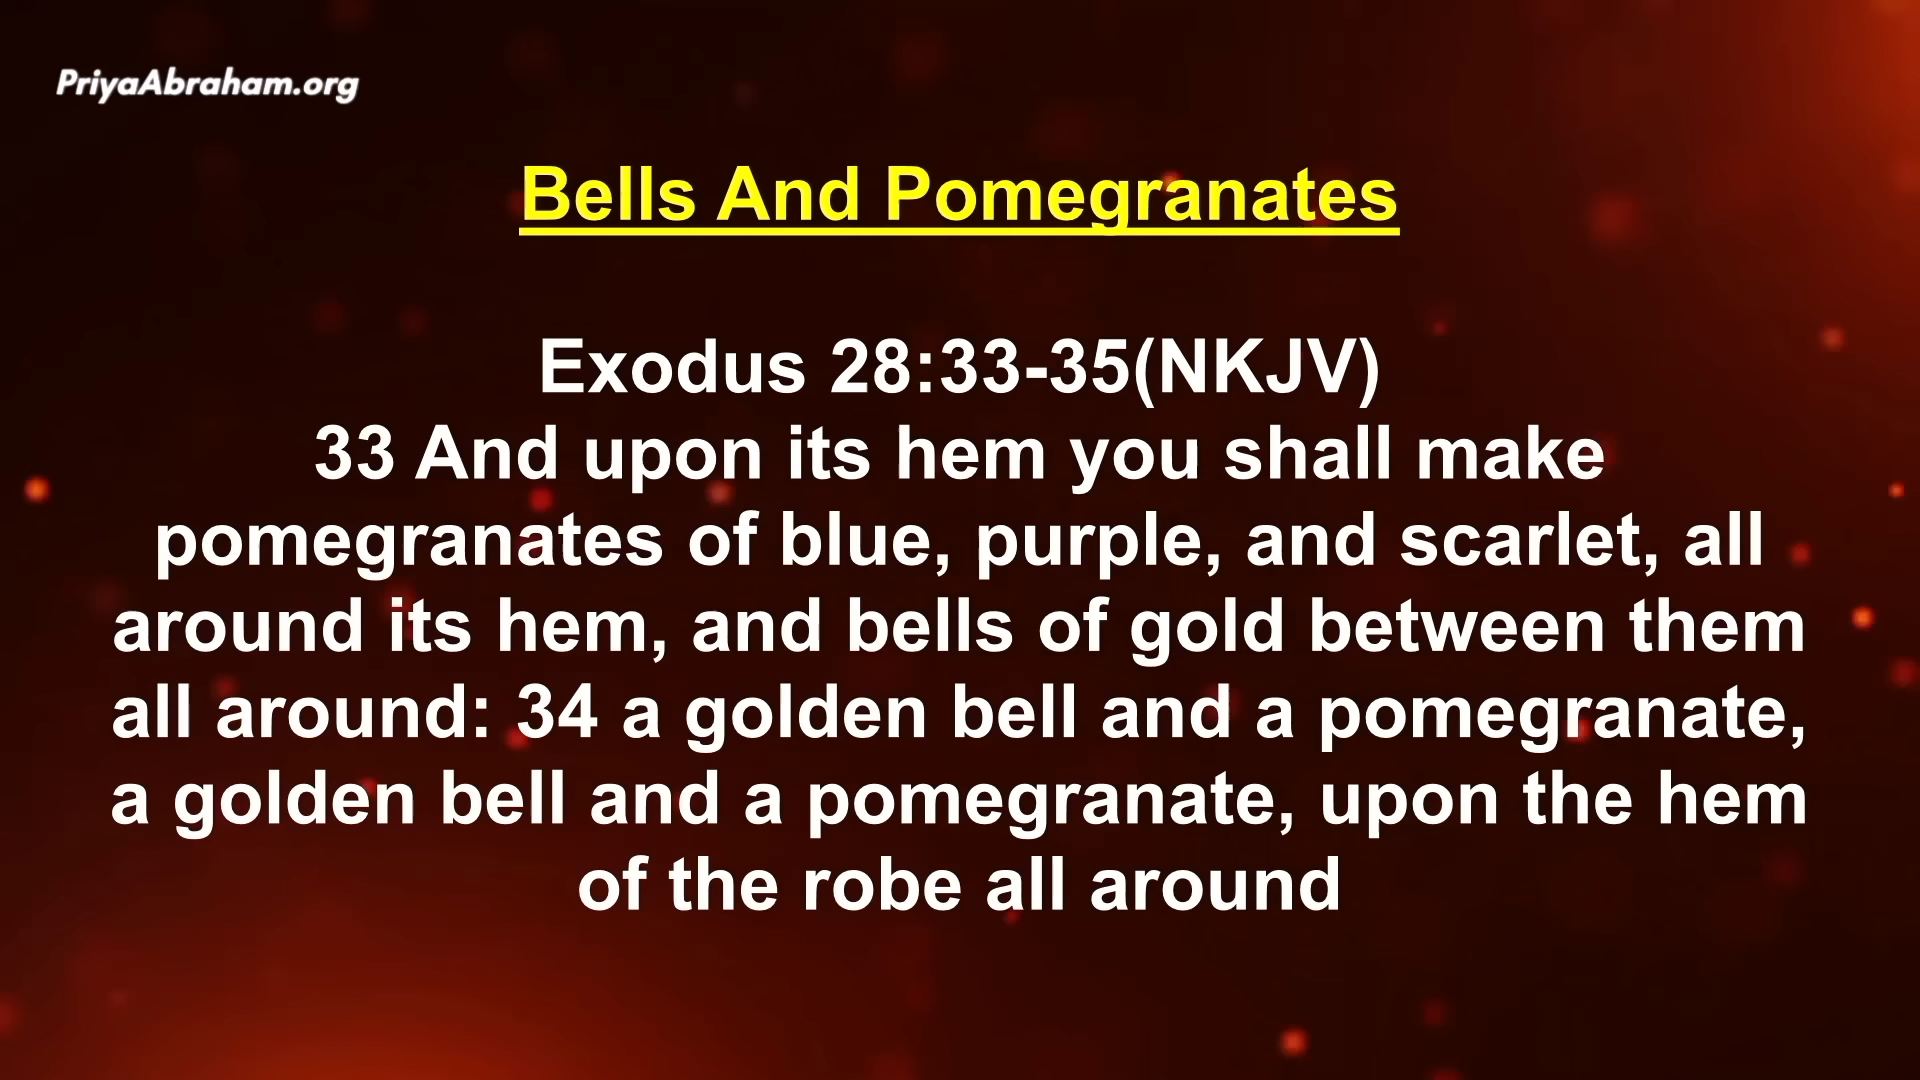 PriyaAbraham.org
Bells And Pomegranates
Exodus 28:33-35(NKJV)
33 And upon its hem you shall make
pomegranates of blue, purple, and scarlet, all
around its hem, and bells of gold between them
all around: 34 a golden bell and a pomegranate,
a golden bell and a pomegranate, upon the hem
of the robe all around